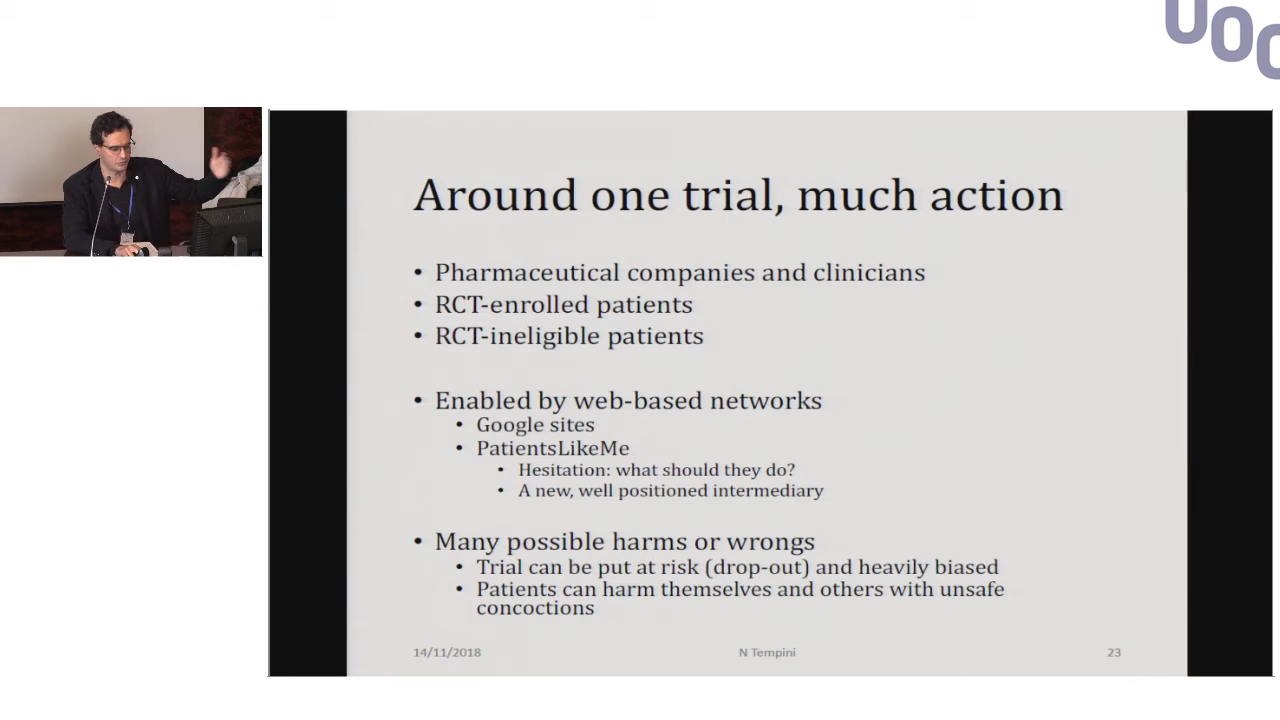 UOC
Around one trial, much action
• Pharmaceutical companies and clinicians
• RCT-enrolled patients
• RCT-ineligible patients
• Enabled by web-based networks
• Google sites
• PatientsLikeMe
• Hesitation: what should they do?
• A new, well positioned intermediary
• Many possible harms or wrongs
• Trial can be put at risk (drop-out) and heavily biased
• Patients can harm themselves and others with unsafe
concoctions
14/11/2018 N Tempini 23